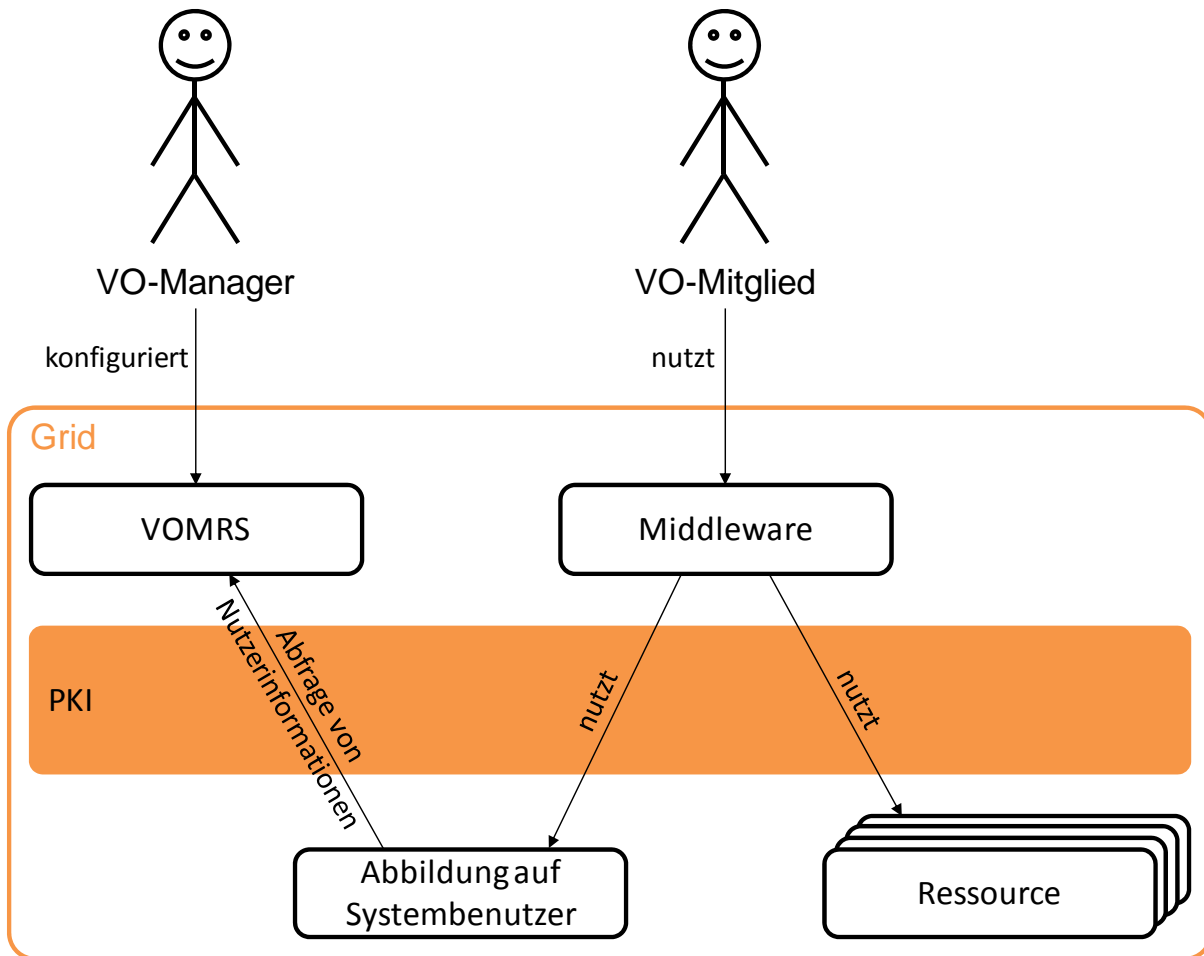 VO-Manager
VO-Mitglied
konfiguriert
nutzt
Grid
VOMRS
Middleware
Abfrage von
Nutzerinformationen
nutzt
nutzt
PKI
Abbildung auf
Systembenutzer
Ressource